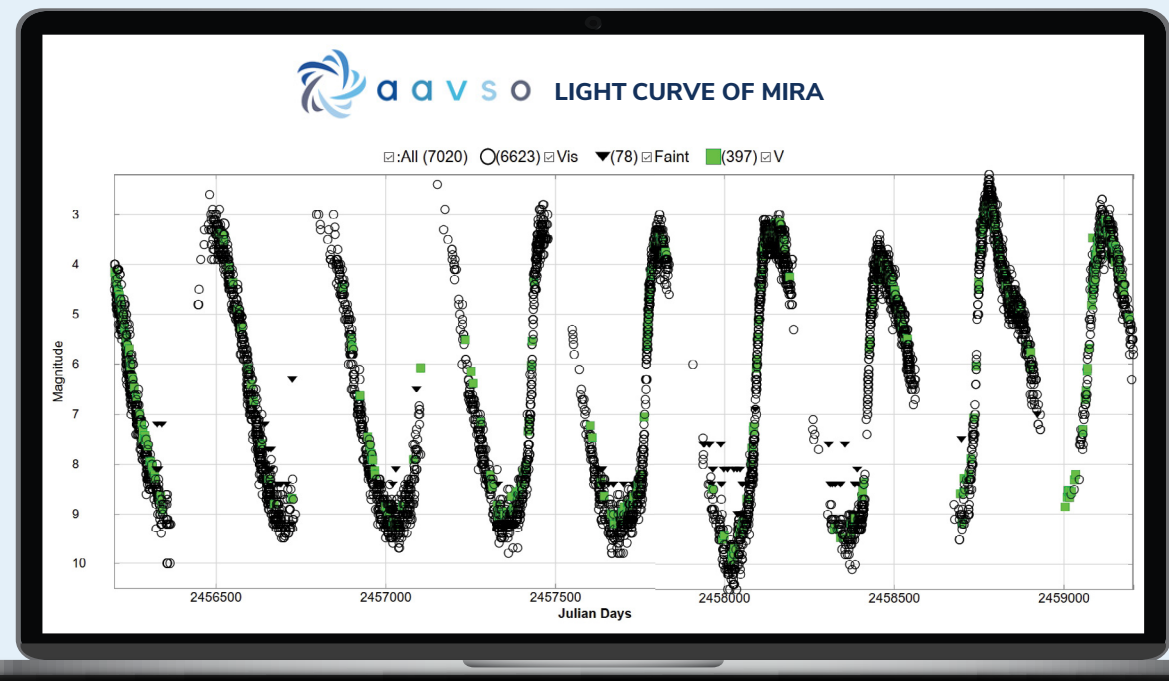 aavso LIGHT CURVE OF MIRA
:All (7020) (6623) Vis (78) Faint (397) V
Magnitude
3
4
5
6
7
8
9
10
2456500 2457000 2457500 2458000 2458500 2459000
Julian Days